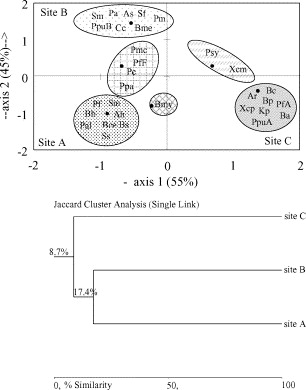 Site B
Sm Pa As Sf
PpuB Cc Bme Pm
Pmc
PfF
Pc
Ppa
Psy
Xcm
Ar Bc
Bp PfA
Xcp Kp
PpuA Ba
Bmy
Pf Stm
Bb Ah
Pal Bce Bs
Ss
Site A
Site C
2
1
0
-1
-2
-2 -1 0 1 2
--axis 2 (45%)-->
- axis 1 (55%)
Jaccard Cluster Analysis (Single Link)
site C
8.7%
site B
17.4%
site A
0, % Similarity 50, 100